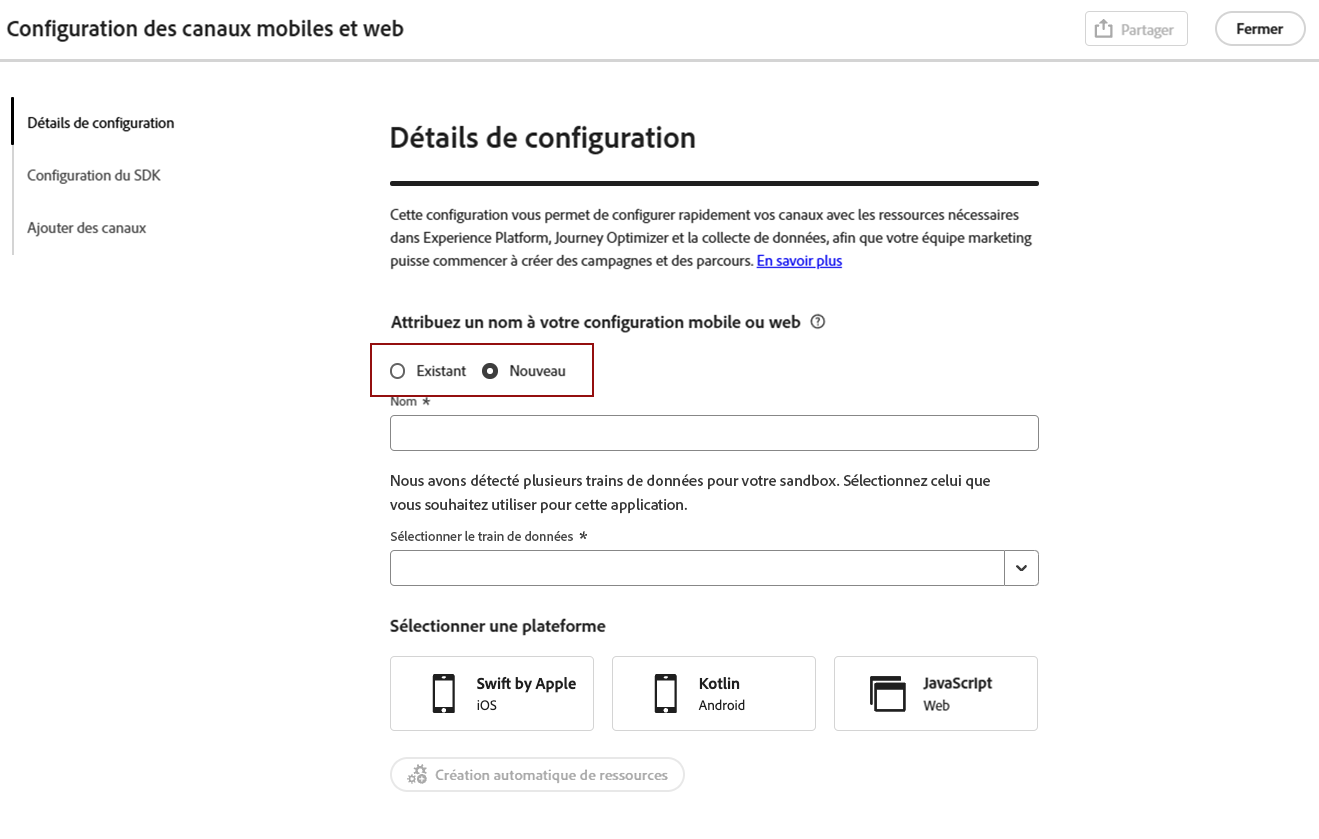 Configuration des canaux mobiles et web
Partager
Fermer
Détails de configuration
Configuration du SDK
Ajouter des canaux
Détails de configuration
Cette configuration vous permet de configurer rapidement vos canaux avec les ressources nécessaires
dans Experience Platform, Journey Optimizer et la collecte de données, afin que votre équipe marketing
puisse commencer à créer des campagnes et des parcours. En savoir plus
Attribuez un nom à votre configuration mobile ou web
Existant Nouveau
Nom *
Nous avons détecté plusieurs trains de données pour votre sandbox. Sélectionnez celui que
vous souhaitez utiliser pour cette application.
Sélectionner le train de données *
Sélectionner une plateforme
Swift by Apple
iOS
Kotlin
Android
JavaScript
Web
Création automatique de ressources